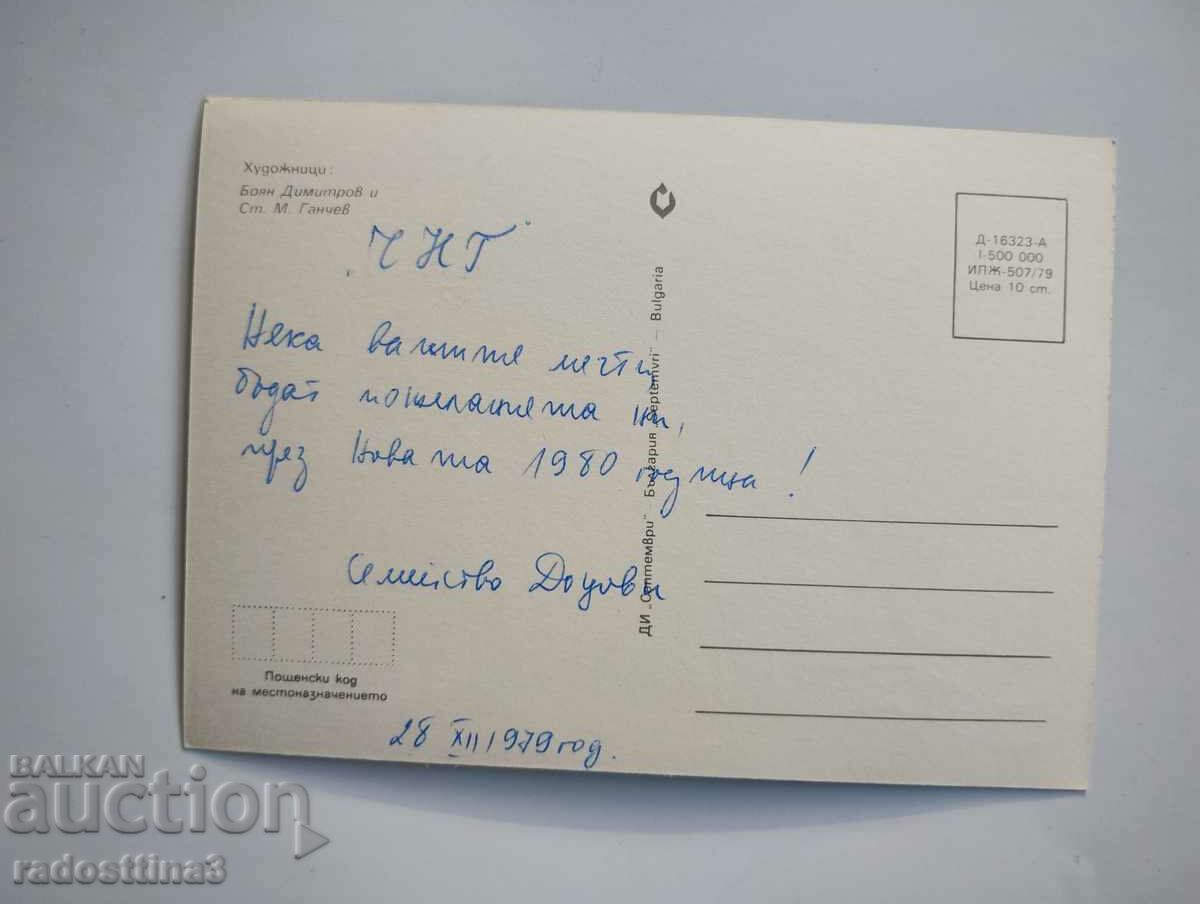 Художници:
Боян Димитров и
Ст. М. Ганчев
"ЧНГ"
Нека вашите мечти
бъдат пожеланията ни,
през Новата 1980 година!
Семейство Доцови
Пощенски код
на местоназначението
28 XII 1979 год.
ДИ „Септември" – България „Septemvri" – Bulgaria
Д-16323-А
I-500 000
ИЛЖ-507/79
Цена 10 ст.
BALKAN
auction
radosttina3